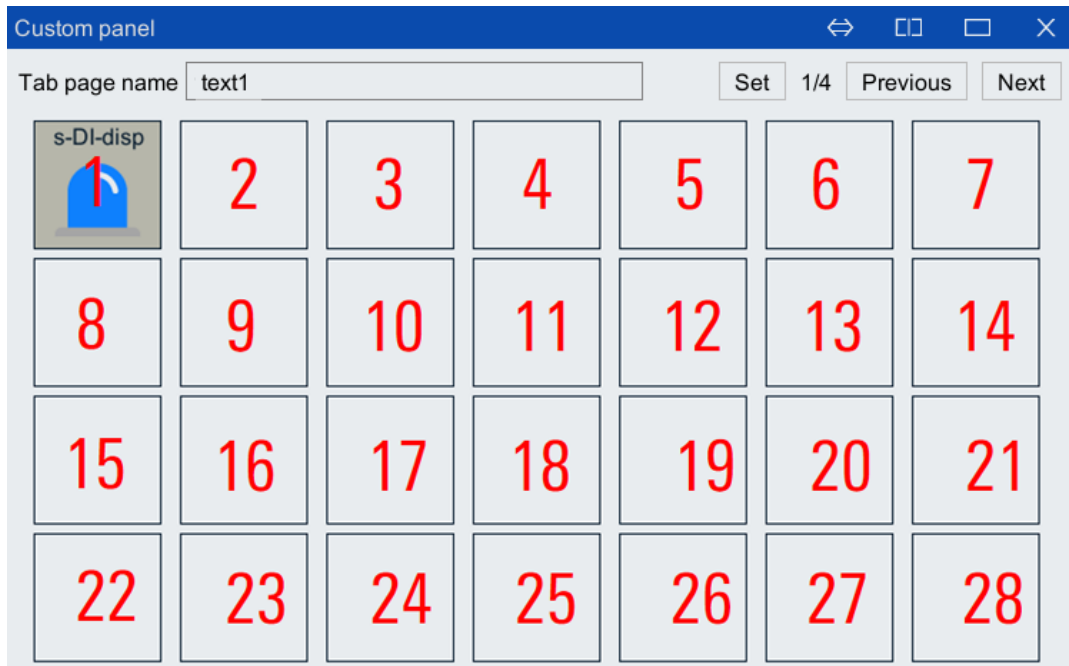 Custom panel
Tab page name text1 Set 1/4 Previous Next
s-DI-disp
1 2 3 4 5 6 7
8 9 10 11 12 13 14
15 16 17 18 19 20 21
22 23 24 25 26 27 28